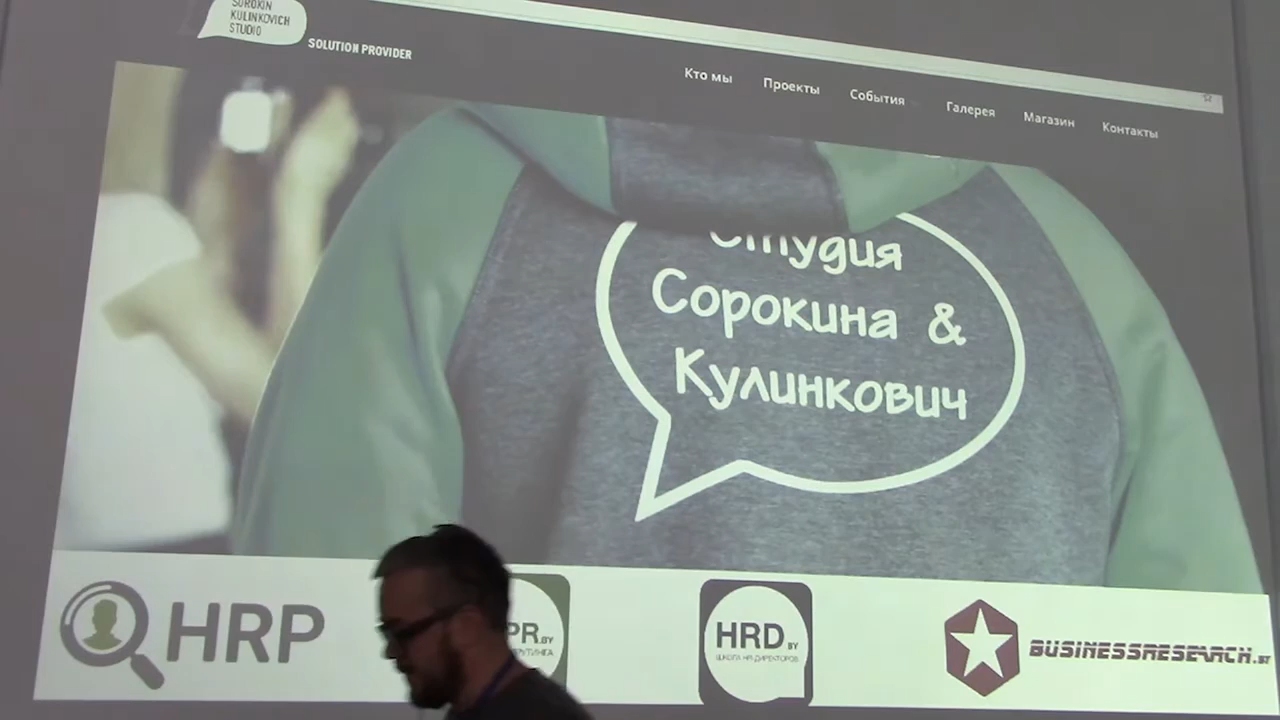 SOROKIN
KULINKOVICH
STUDIO
SOLUTION PROVIDER
Кто мы
Проекты
События
Галерея
Магазин
Контакты
Студия
Сорокина &
Кулинкович
HRP
PR.BY
HRD.BY
ШКОЛА HR ДИРЕКТОРОВ
BUSINESSRESEARCH.BY